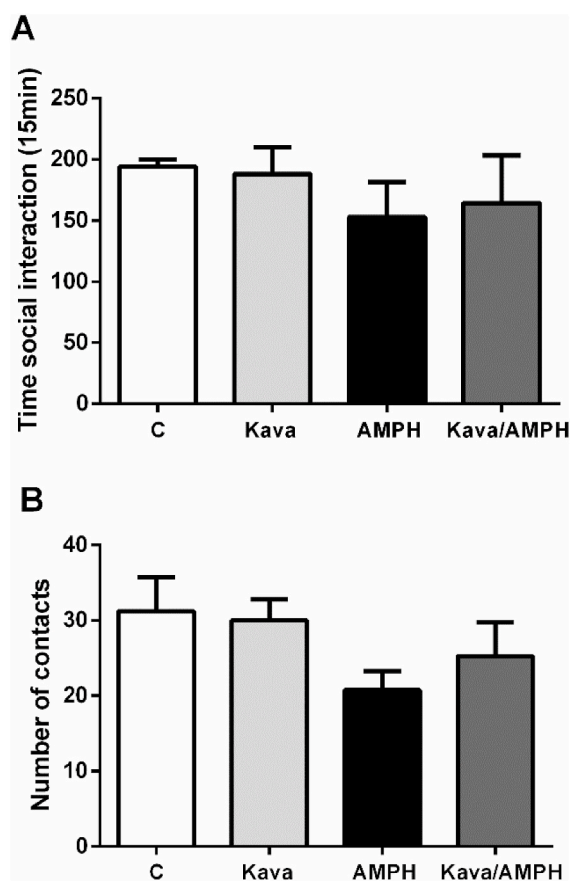 A
Time social interaction (15min)
250
200
150
100
50
0
C Kava AMPH Kava/AMPH
B
Number of contacts
40
30
20
10
0
C Kava AMPH Kava/AMPH